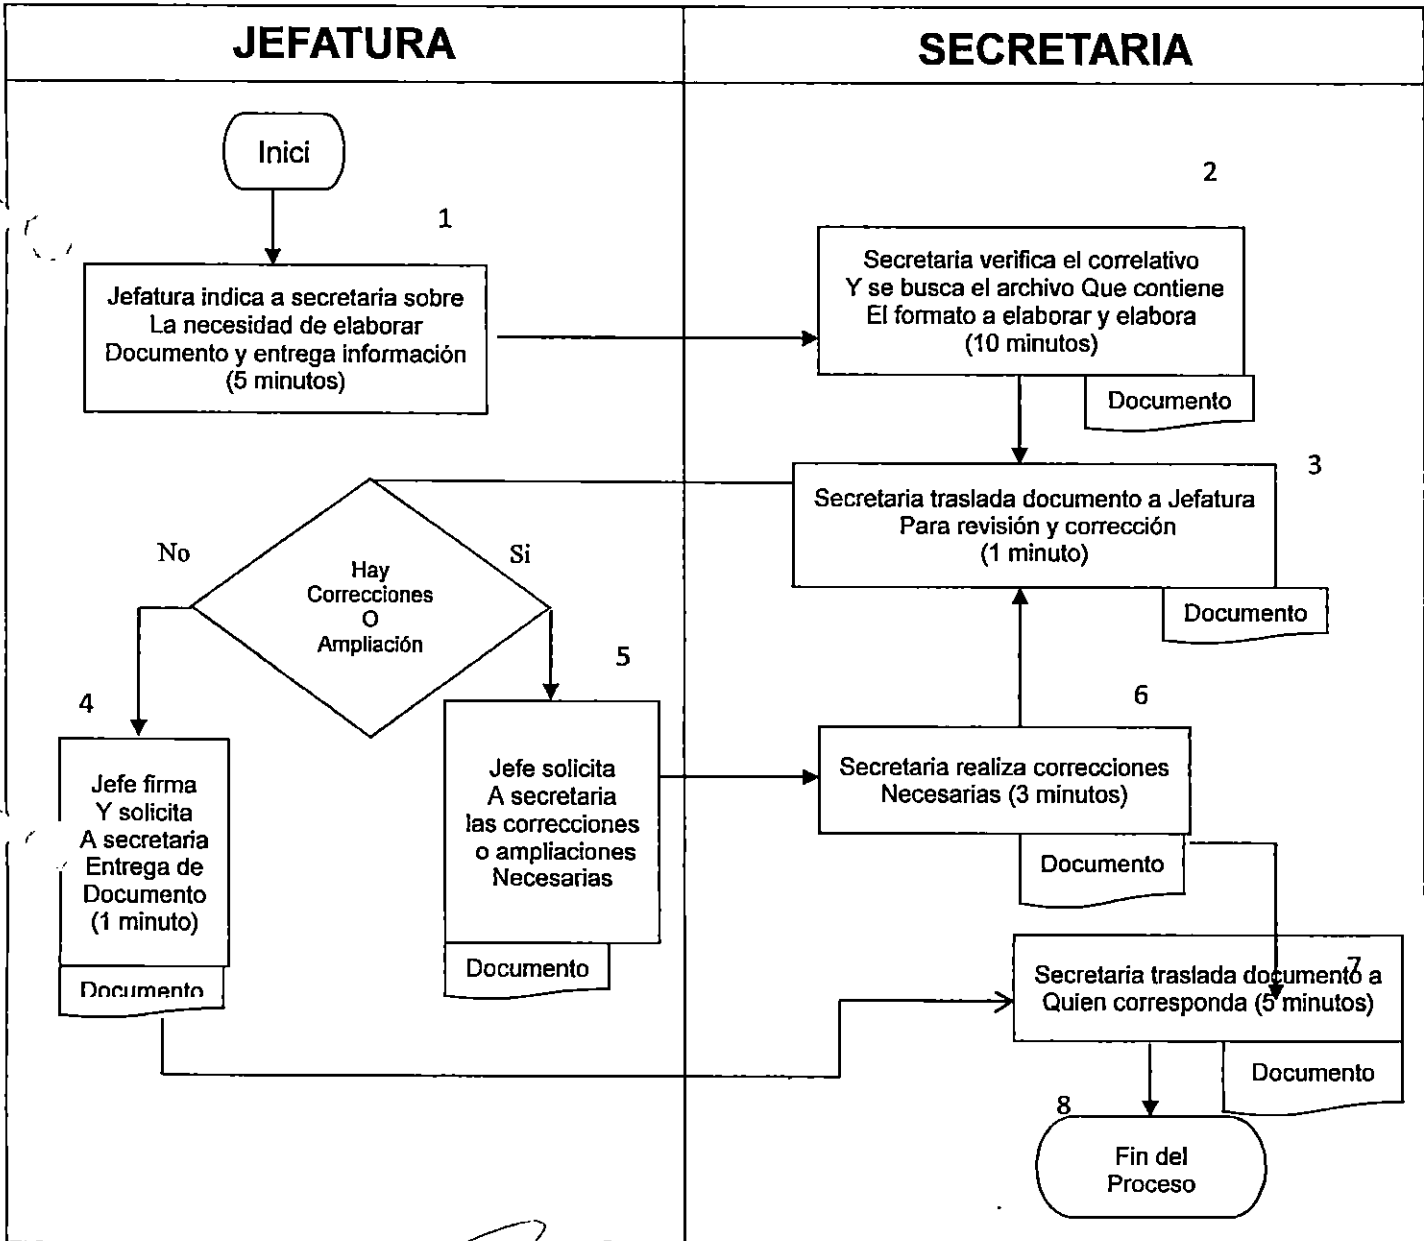 JEFATURA
SECRETARIA
Inici
1
Jefatura indica a secretaria sobre
La necesidad de elaborar
Documento y entrega información
(5 minutos)
2
Secretaria verifica el correlativo
Y se busca el archivo Que contiene
El formato a elaborar y elabora
(10 minutos)
Documento
3
Secretaria traslada documento a Jefatura
Para revisión y corrección
(1 minuto)
Documento
No
Si
Hay
Correcciones
O
Ampliación
4
Jefe firma
Y solicita
A secretaria
Entrega de
Documento
(1 minuto)
Documento
5
Jefe solicita
A secretaria
las correcciones
o ampliaciones
Necesarias
Documento
6
Secretaria realiza correcciones
Necesarias (3 minutos)
Documento
7
Secretaria traslada documento a
Quien corresponda (5 minutos)
Documento
8
Fin del
Proceso